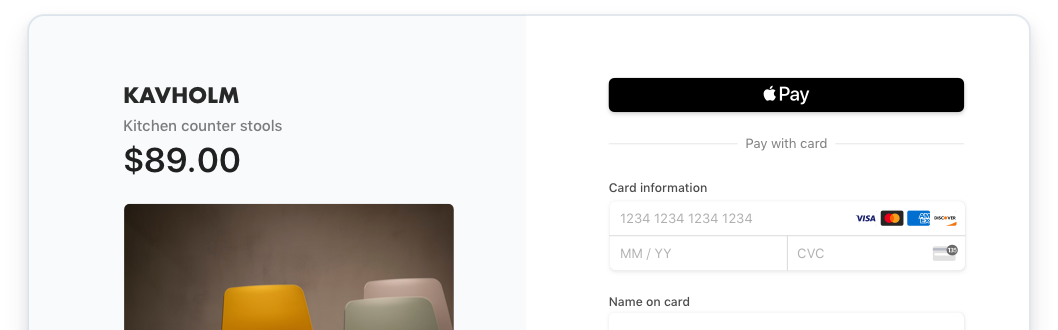 KAVHOLM
Kitchen counter stools
$89.00
Pay
Pay with card
Card information
1234 1234 1234 1234 VISA AMEX DISCOVER
MM / YY CVC 135
Name on card